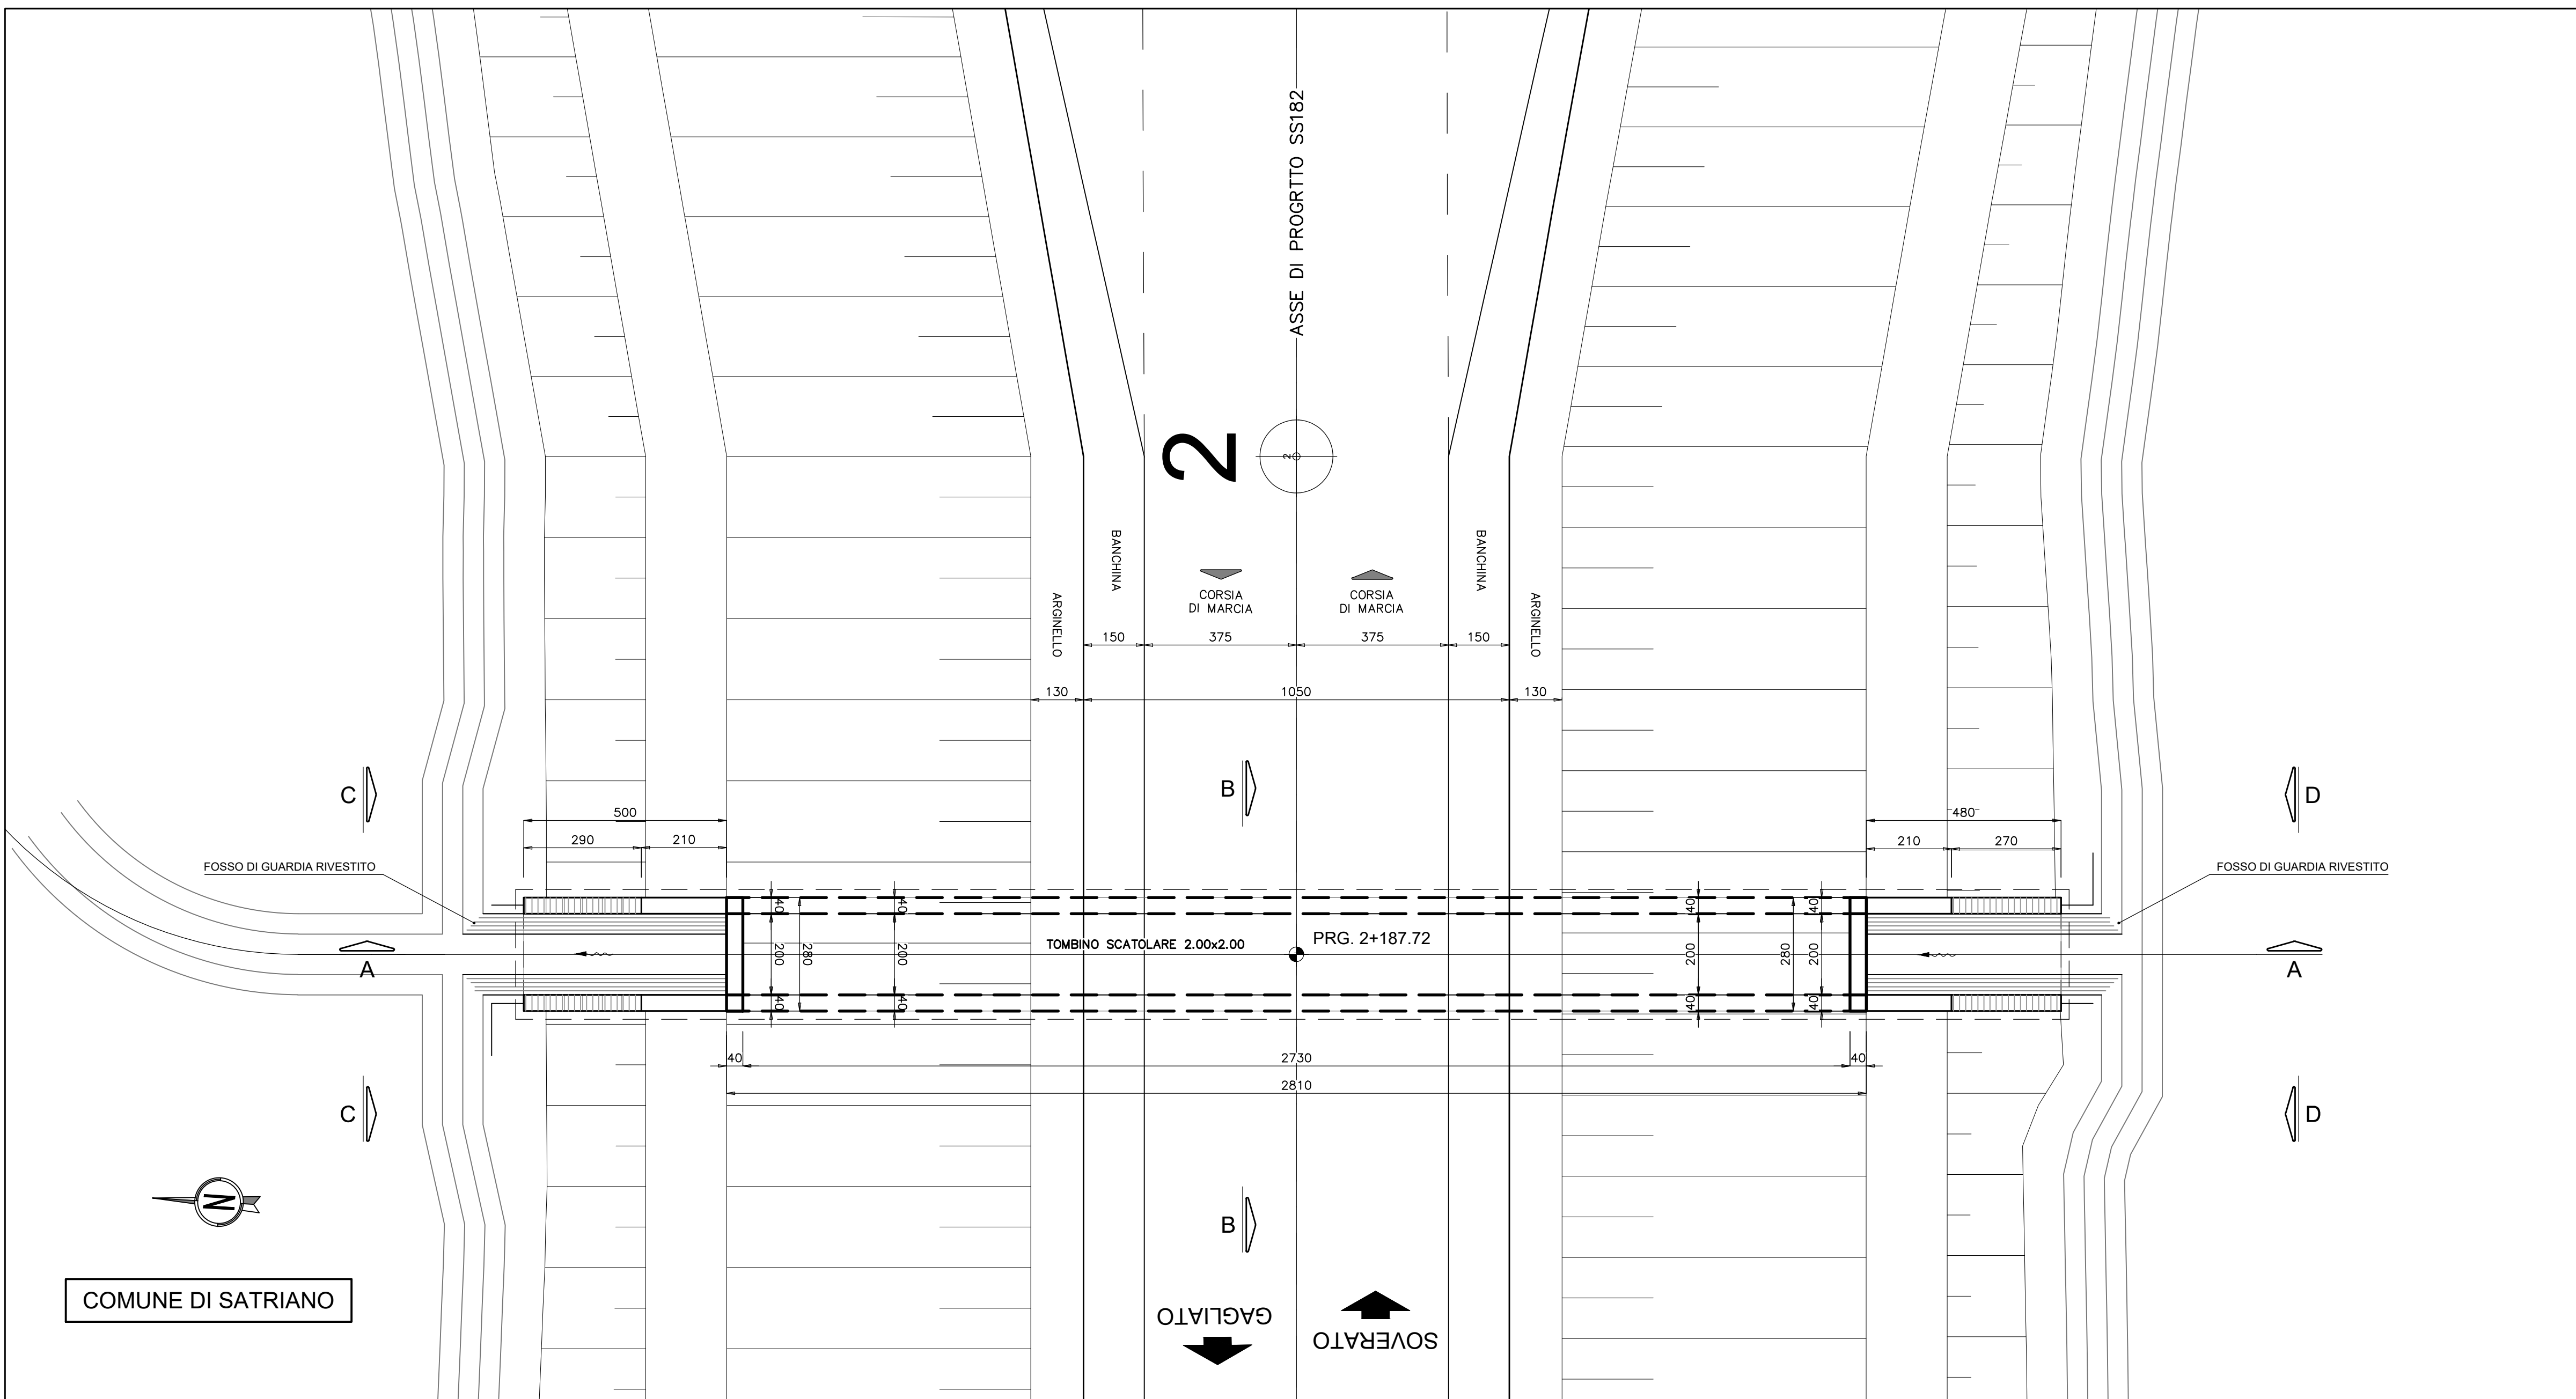 ASSE DI PROGRTTO SS182
2
2
BANCHINA
BANCHINA
CORSIA
DI MARCIA
CORSIA
DI MARCIA
ARGINELLO
ARGINELLO
150
375
375
150
130
1050
130
C
B
D
500
480
290
210
210
270
FOSSO DI GUARDIA RIVESTITO
FOSSO DI GUARDIA RIVESTITO
40
40
40
40
TOMBINO SCATOLARE 2.00x2.00
PRG. 2+187.72
200
280
200
200
280
200
A
A
40
40
40
40
40
2730
40
2810
C
D
N
B
COMUNE DI SATRIANO
GAGLIATO
SOVERATO